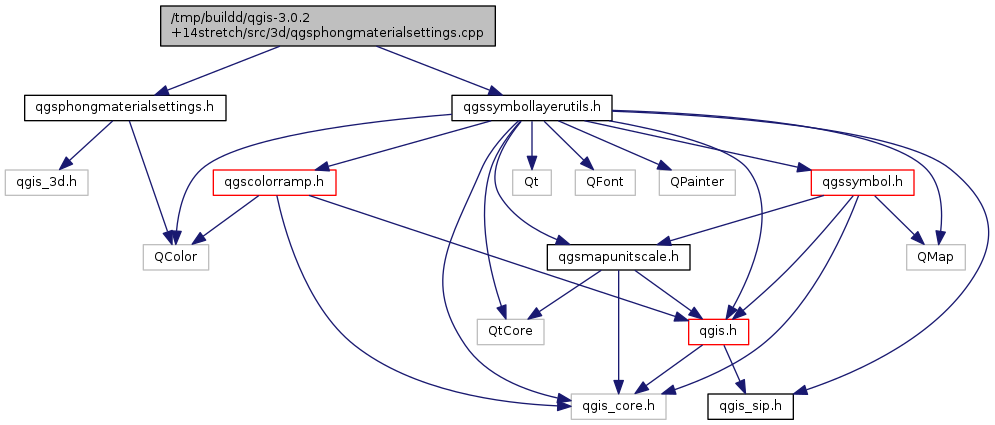 /tmp/buildd/qgis-3.0.2
+14stretch/src/3d/qgsphongmaterialsettings.cpp
qgsphongmaterialsettings.h
qgssymbollayerutils.h
qgis_3d.h
qgscolorramp.h
Qt
QFont
QPainter
qgssymbol.h
QColor
qgsmapunitscale.h
QMap
QtCore
qgis.h
qgis_core.h
qgis_sip.h